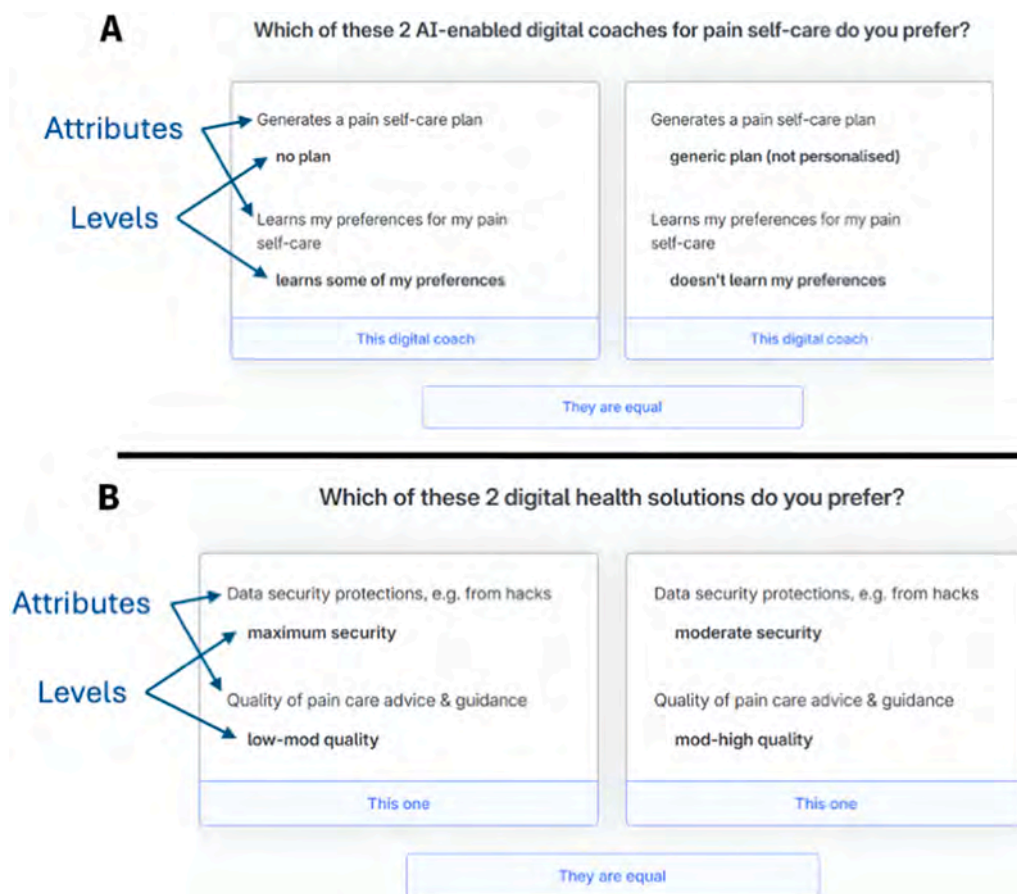 A
Which of these 2 AI-enabled digital coaches for pain self-care do you prefer?
Attributes
Levels
Generates a pain self-care plan
no plan
Learns my preferences for my pain
self-care
learns some of my preferences
This digital coach
Generates a pain self-care plan
generic plan (not personalised)
Learns my preferences for my pain
self-care
doesn't learn my preferences
This digital coach
They are equal
B
Which of these 2 digital health solutions do you prefer?
Attributes
Levels
Data security protections, e.g. from hacks
maximum security
Quality of pain care advice & guidance
low-mod quality
This one
Data security protections, e.g. from hacks
moderate security
Quality of pain care advice & guidance
mod-high quality
This one
They are equal